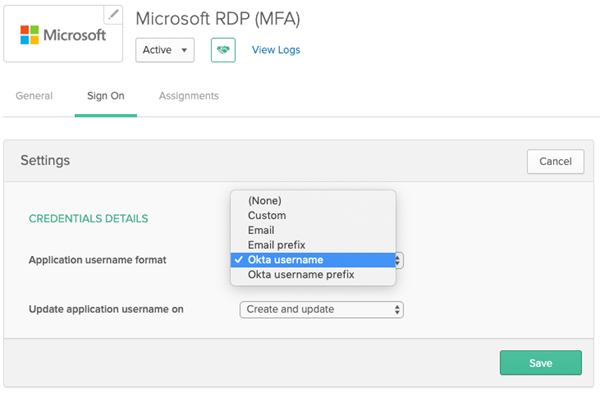 Microsoft
Microsoft RDP (MFA)
Active
View Logs
General
Sign On
Assignments
Settings
Cancel
CREDENTIALS DETAILS
(None)
Custom
Email
Email prefix
Application username format
Okta username
Okta username prefix
Update application username on
Create and update
Save